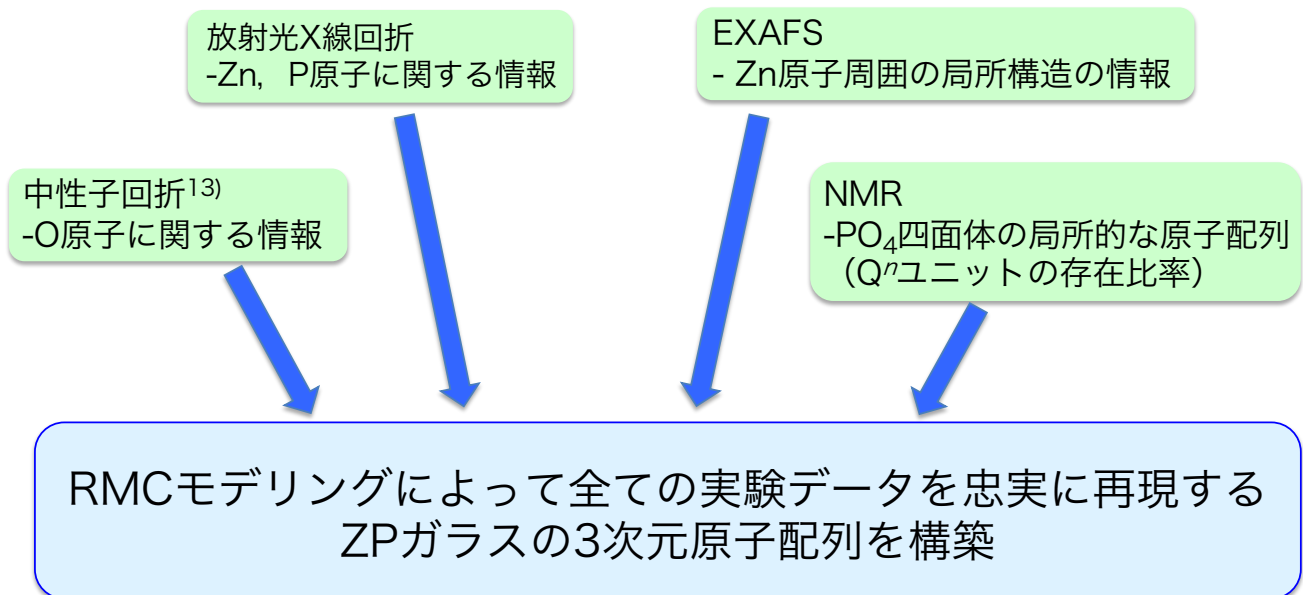 放射光X線回折
-Zn，P原子に関する情報
EXAFS
- Zn原子周囲の局所構造の情報
中性子回折13)
-O原子に関する情報
NMR
-PO4四面体の局所的な原子配列
（Qnユニットの存在比率）
RMCモデリングによって全ての実験データを忠実に再現する
ZPガラスの3次元原子配列を構築